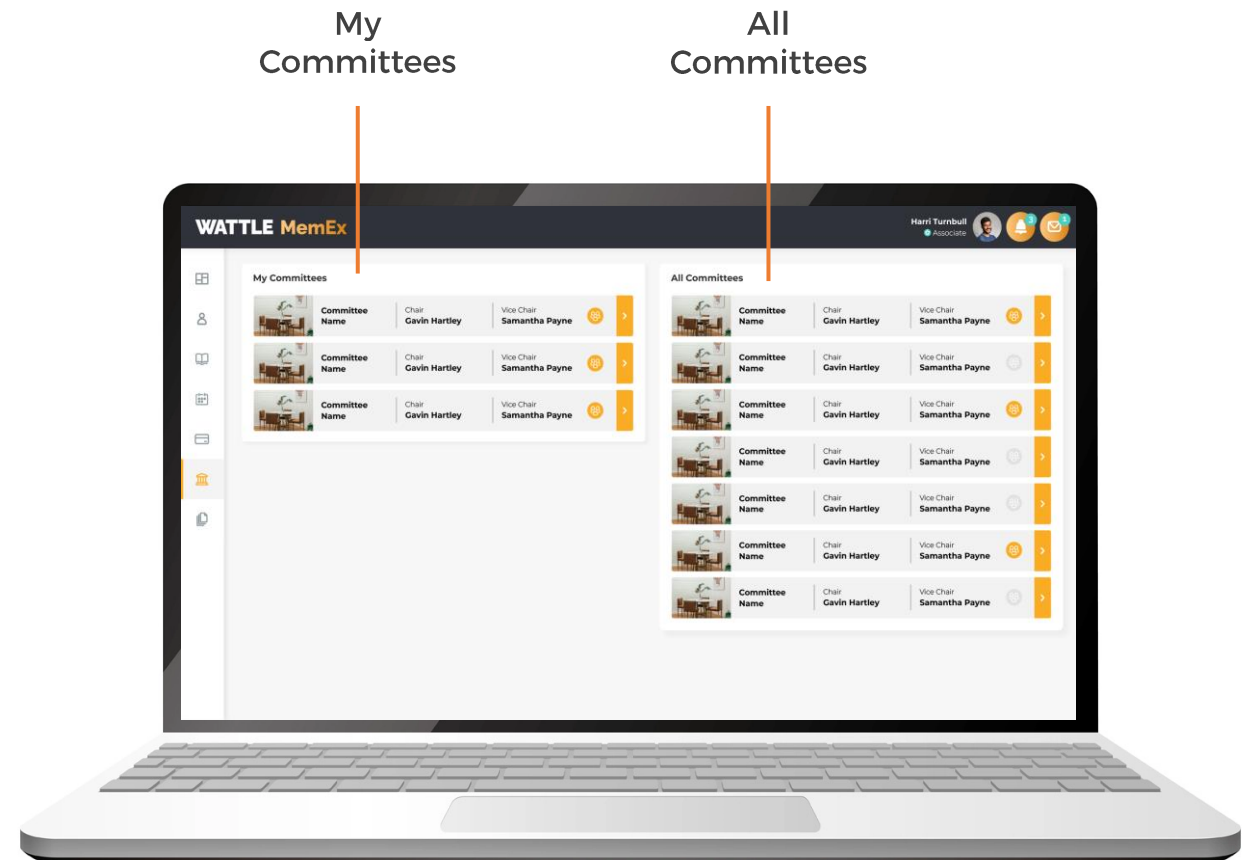 My
Committees
All
Committees
WATTLE MemEx
Harri Turnbull
Associate
3
3
My Committees
Committee
Name
Chair
Gavin Hartley
Vice Chair
Samantha Payne
Committee
Name
Chair
Gavin Hartley
Vice Chair
Samantha Payne
Committee
Name
Chair
Gavin Hartley
Vice Chair
Samantha Payne
All Committees
Committee
Name
Chair
Gavin Hartley
Vice Chair
Samantha Payne
Committee
Name
Chair
Gavin Hartley
Vice Chair
Samantha Payne
Committee
Name
Chair
Gavin Hartley
Vice Chair
Samantha Payne
Committee
Name
Chair
Gavin Hartley
Vice Chair
Samantha Payne
Committee
Name
Chair
Gavin Hartley
Vice Chair
Samantha Payne
Committee
Name
Chair
Gavin Hartley
Vice Chair
Samantha Payne
Committee
Name
Chair
Gavin Hartley
Vice Chair
Samantha Payne